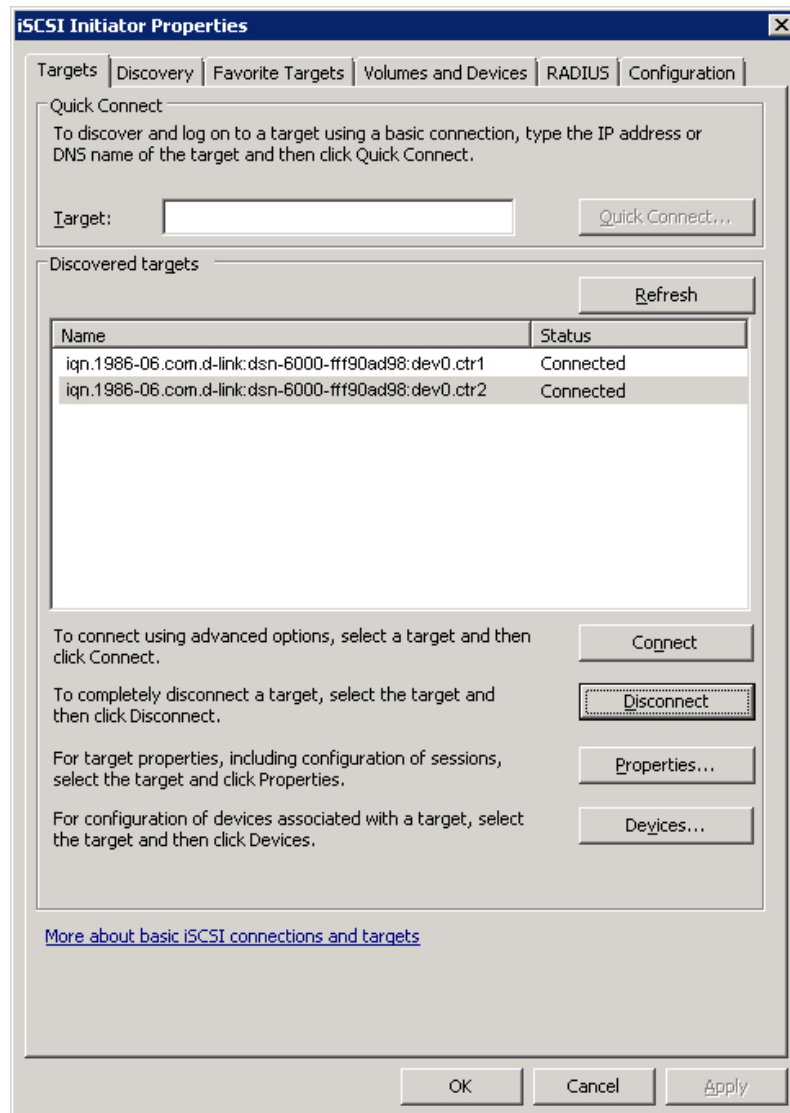 iSCSI Initiator Properties
Targets Discovery Favorite Targets Volumes and Devices RADIUS Configuration
Quick Connect
To discover and log on to a target using a basic connection, type the IP address or
DNS name of the target and then click Quick Connect.
Target:
Quick Connect...
Discovered targets
Refresh
Name Status
iqn.1986-06.com.d-link:dsn-6000-fff90ad98:dev0.ctr1 Connected
iqn.1986-06.com.d-link:dsn-6000-fff90ad98:dev0.ctr2 Connected
To connect using advanced options, select a target and then
click Connect.
Connect
To completely disconnect a target, select the target and
then click Disconnect.
Disconnect
For target properties, including configuration of sessions,
select the target and click Properties.
Properties...
For configuration of devices associated with a target, select
the target and then click Devices.
Devices...
More about basic iSCSI connections and targets
OK Cancel Apply